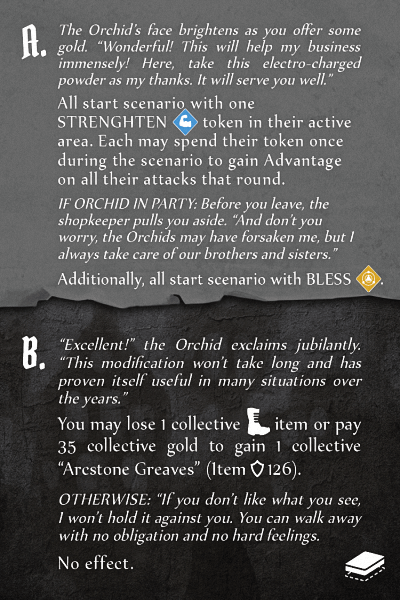 A.
The Orchid's face brightens as you offer some
gold. "Wonderful! This will help my business
immensely! Here, take this electro-charged
powder as my thanks. It will serve you well."
All start scenario with one
STRENGHTEN token in their active
area. Each may spend their token once
during the scenario to gain Advantage
on all their attacks that round.
IF ORCHID IN PARTY: Before you leave, the
shopkeeper pulls you aside. "And don't you
worry, the Orchids may have forsaken me, but I
always take care of our brothers and sisters."
Additionally, all start scenario with BLESS .
B.
"Excellent!" the Orchid exclaims jubilantly.
"This modification won't take long and has
proven itself useful in many situations over
the years."
You may lose 1 collective item or pay
35 collective gold to gain 1 collective
"Arcstone Greaves" (Item 126).
OTHERWISE: "If you don't like what you see,
I won't hold it against you. You can walk away
with no obligation and no hard feelings.
No effect.